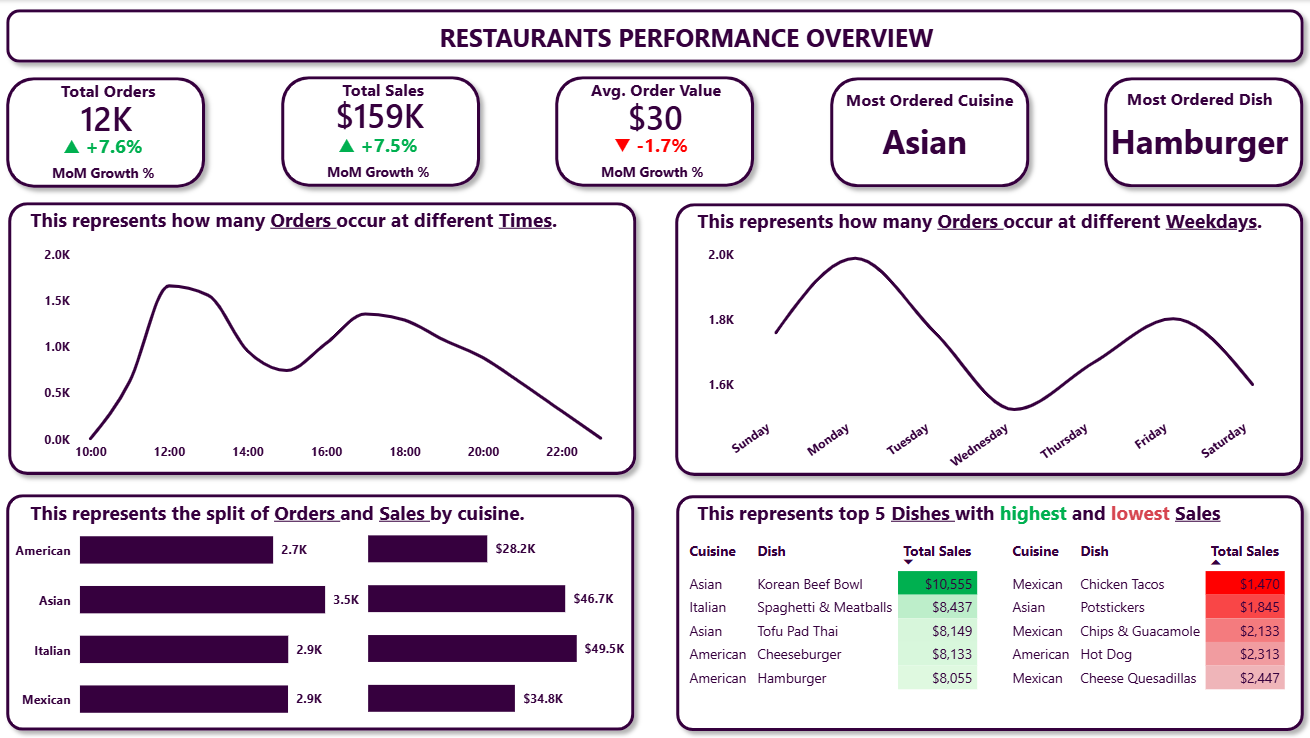 RESTAURANTS PERFORMANCE OVERVIEW
Total Orders
12K
▲ +7.6%
MoM Growth %
Total Sales
$159K
▲ +7.5%
MoM Growth %
Avg. Order Value
$30
▼ -1.7%
MoM Growth %
Most Ordered Cuisine
Asian
Most Ordered Dish
Hamburger
This represents how many Orders occur at different Times.
2.0K
1.5K
1.0K
0.5K
0.0K
10:00 12:00 14:00 16:00 18:00 20:00 22:00
This represents how many Orders occur at different Weekdays.
2.0K
1.8K
1.6K
Sunday Monday Tuesday Wednesday Thursday Friday Saturday
This represents the split of Orders and Sales by cuisine.
American 2.7K $28.2K
Asian 3.5K $46.7K
Italian 2.9K $49.5K
Mexican 2.9K $34.8K
This represents top 5 Dishes with highest and lowest Sales
Cuisine Dish Total Sales
Asian Korean Beef Bowl $10,555
Italian Spaghetti & Meatballs $8,437
Asian Tofu Pad Thai $8,149
American Cheeseburger $8,133
American Hamburger $8,055
Cuisine Dish Total Sales
Mexican Chicken Tacos $1,470
Asian Potstickers $1,845
Mexican Chips & Guacamole $2,133
American Hot Dog $2,313
Mexican Cheese Quesadillas $2,447